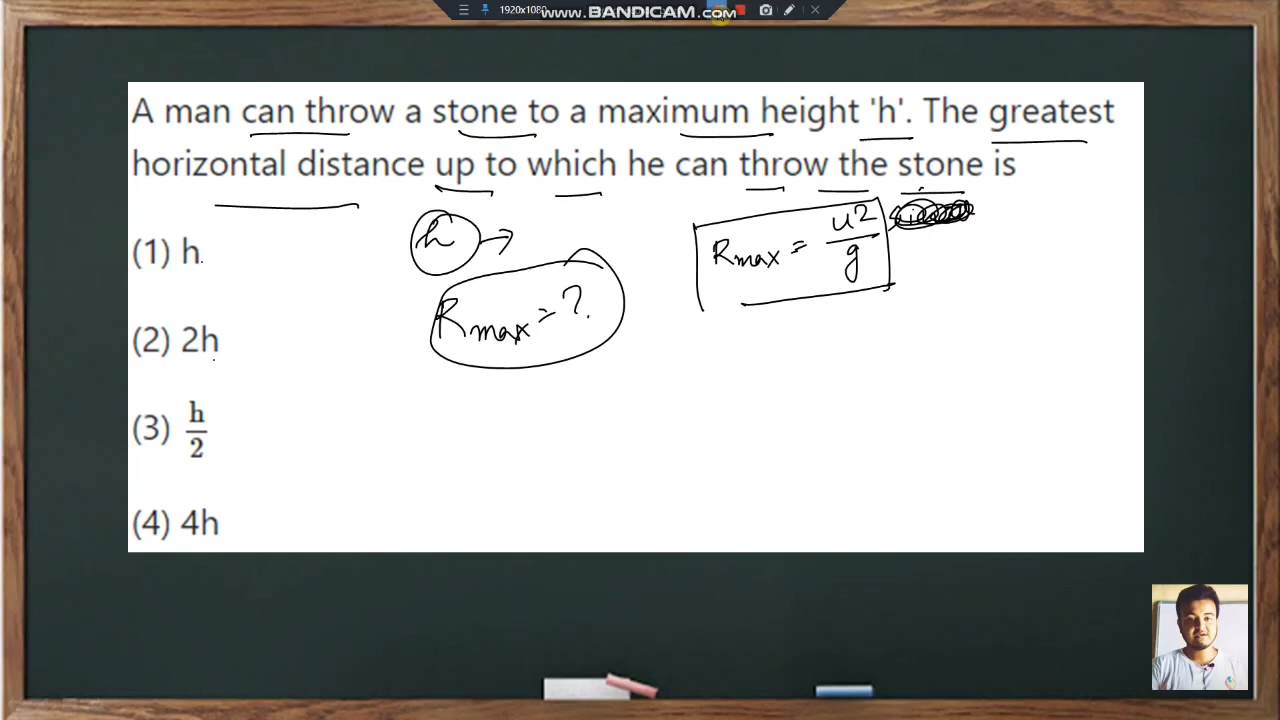 1920x1080
www.BANDICAM.com
A man can throw a stone to a maximum height 'h'. The greatest
horizontal distance up to which he can throw the stone is
(1) h
h →
Rmax = u²/g
Rmax = ?
(2) 2h
(3) h/2
(4) 4h